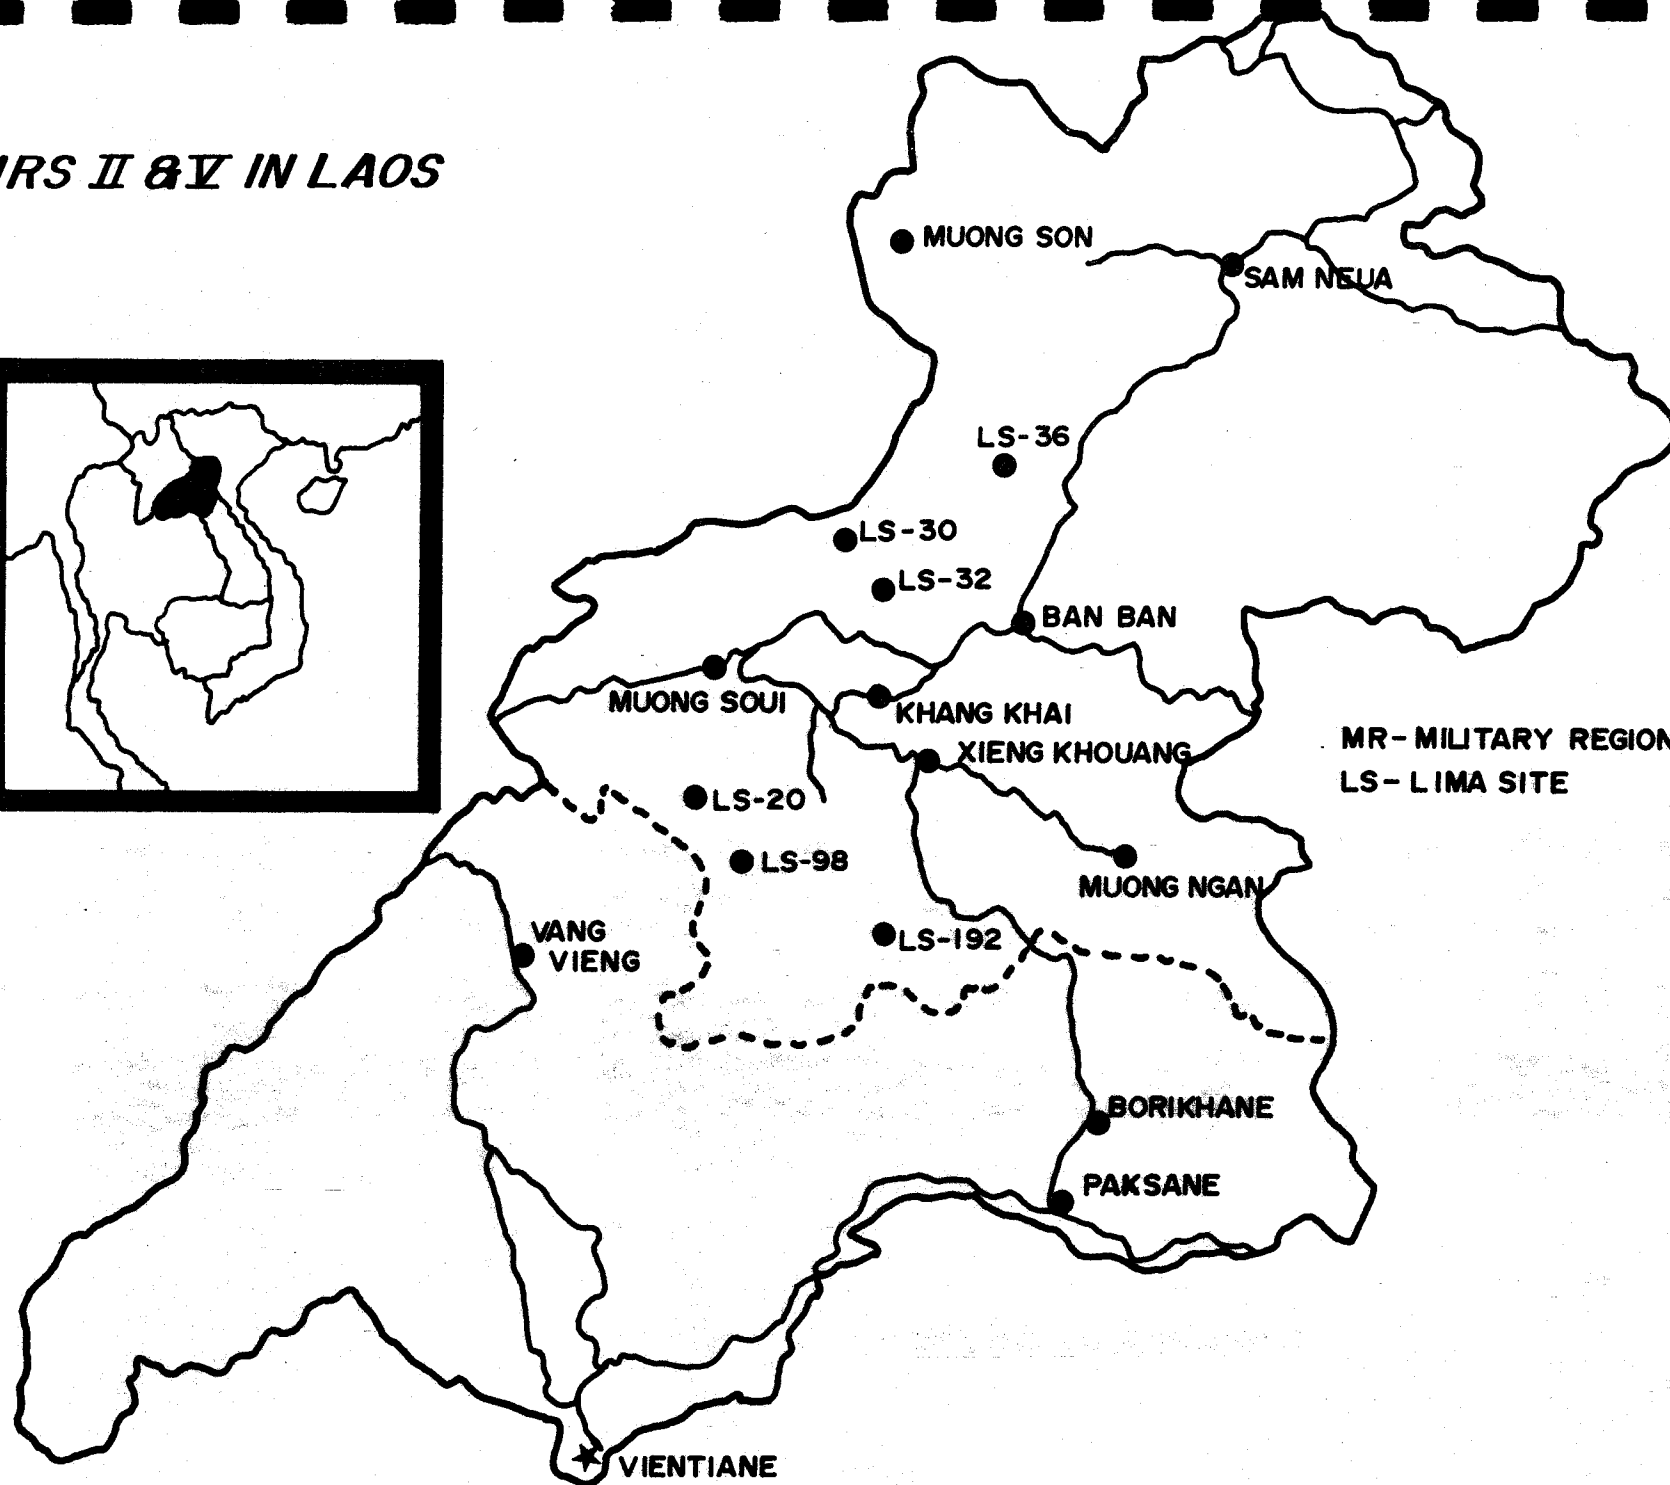 MRS II & V IN LAOS
MUONG SON
SAM NEUA
LS-36
LS-30
LS-32
BAN BAN
MUONG SOUI
KHANG KHAI
XIENG KHOUANG
MR-MILITARY REGION
LS-LIMA SITE
LS-20
LS-98
MUONG NGAN
VANG
VIENG
LS-192
BORIKHANE
PAKSANE
VIENTIANE